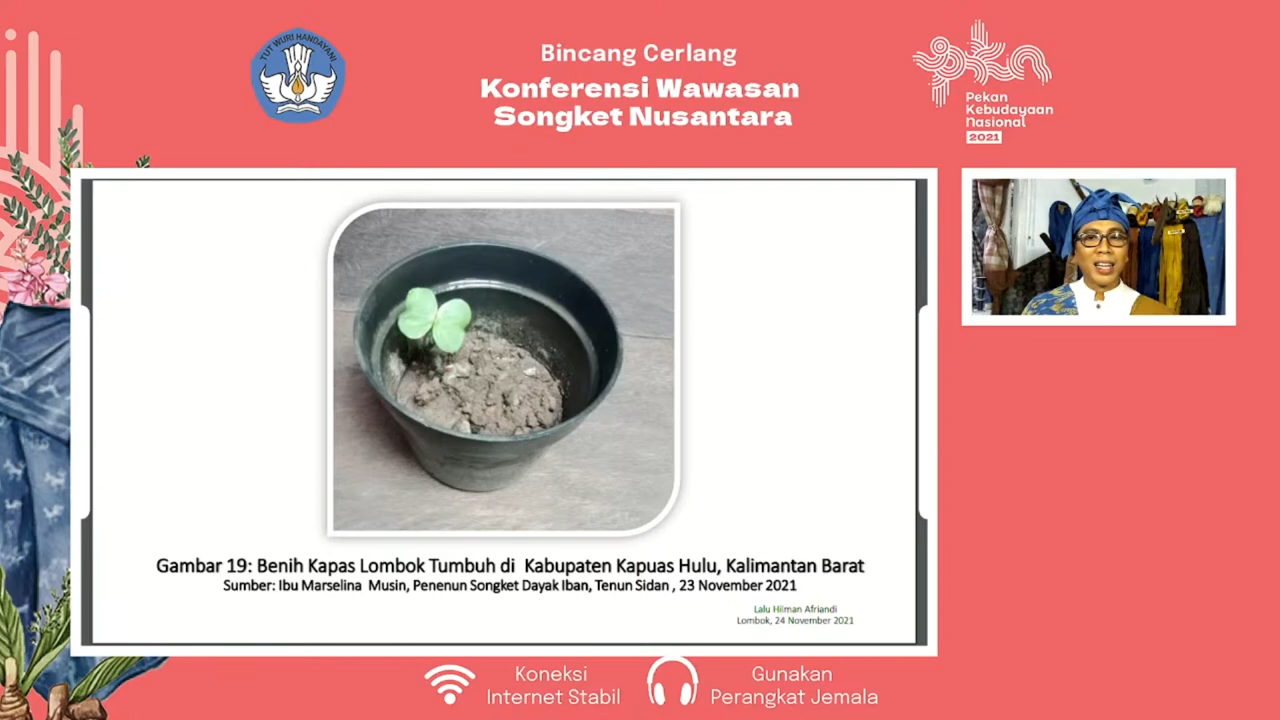 TUT WURI HANDAYANI
Bincang Cerlang
Konferensi Wawasan
Songket Nusantara
pkn
Pekan
Kebudayaan
Nasional
2021
Gambar 19: Benih Kapas Lombok Tumbuh di  Kabupaten Kapuas Hulu, Kalimantan Barat
Sumber: Ibu Marselina  Musin, Penenun Songket Dayak Iban, Tenun Sidan , 23 November 2021
Lalu Hilman Afriandi
Lombok, 24 November 2021
Koneksi
Internet Stabil
Gunakan
Perangkat Jemala